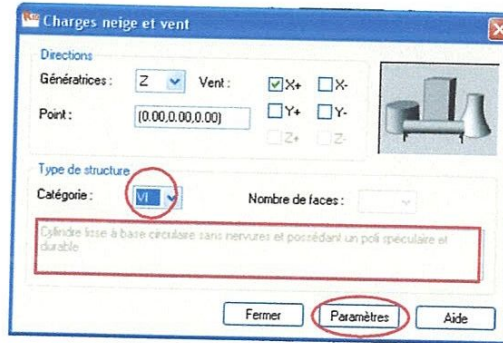 Charges neige et vent
Directions
Génératrices : Z Vent : X+ X-
Point : (0.00,0.00,0.00) Y+ Y-
Z+ Z-
Type de structure
Catégorie : VI Nombre de faces :
Cylindre lisse à base circulaire sans nervures et possédant un poli spéculaire et
durable
Fermer Paramètres Aide